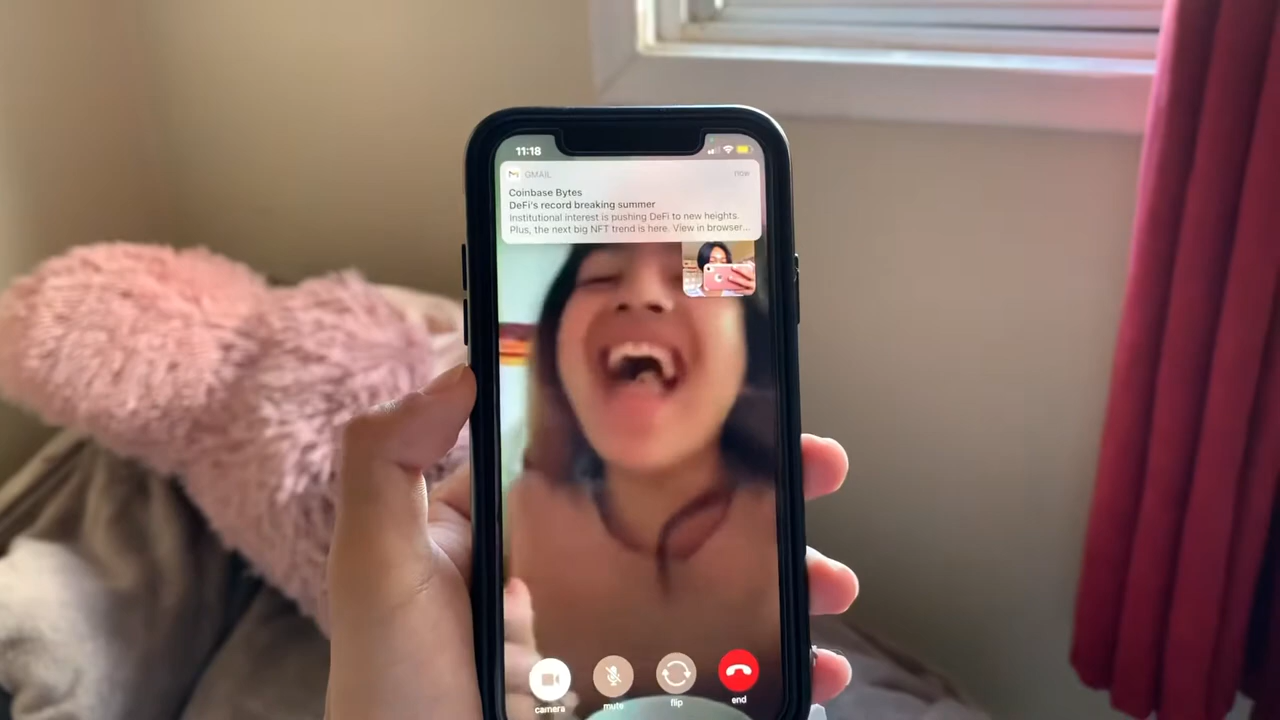 11:18
GMAIL
now
Coinbase Bytes
DeFi's record breaking summer
Institutional interest is pushing DeFi to new heights.
Plus, the next big NFT trend is here. View in browser...
camera
mute
flip
end